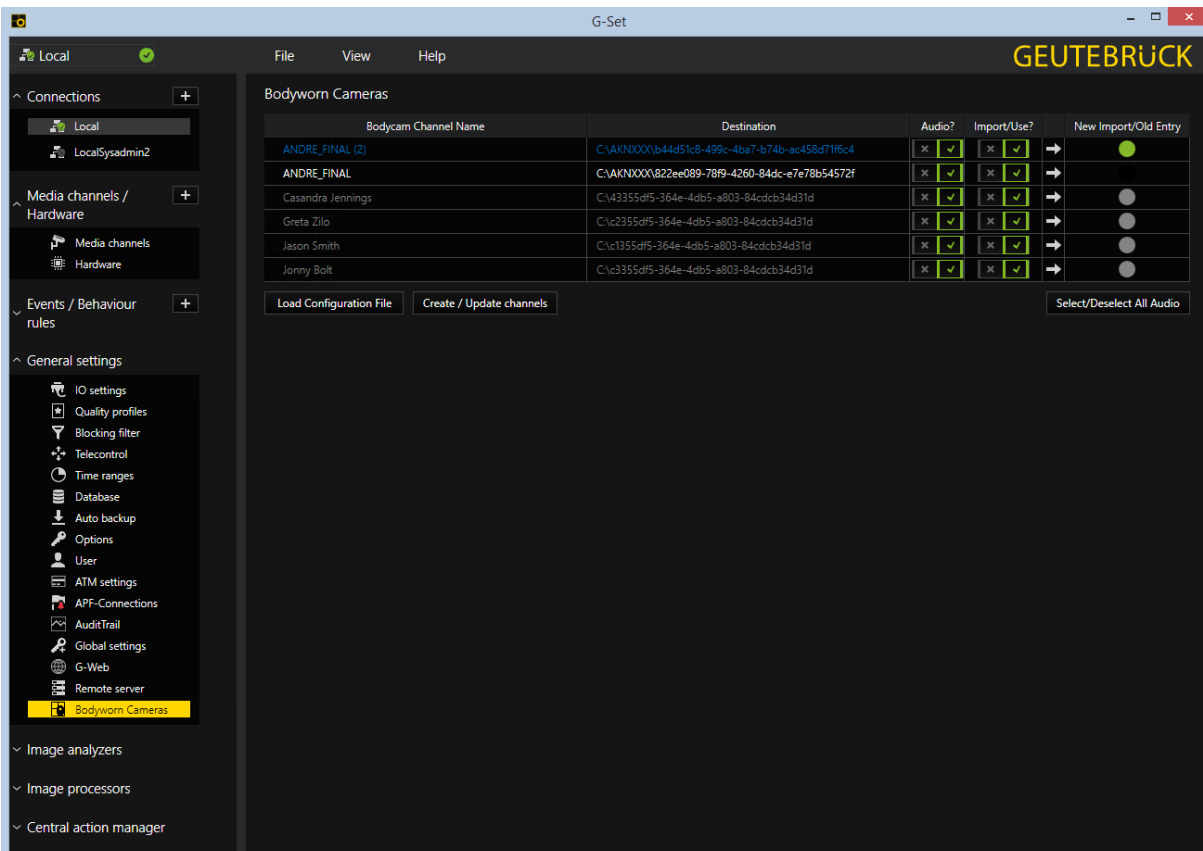 G-Set
Local
File View Help
GEUTEBRÜCK
Connections +
Local
LocalSysadmin2
Media channels /
Hardware
+
Media channels
Hardware
Events / Behaviour
rules
+
General settings
IO settings
Quality profiles
Blocking filter
Telecontrol
Time ranges
Database
Auto backup
Options
User
ATM settings
APF-Connections
AuditTrail
Global settings
G-Web
Remote server
Bodyworn Cameras
Image analyzers
Image processors
Central action manager
Bodyworn Cameras
Bodycam Channel Name Destination Audio? Import/Use? New Import/Old Entry
ANDRE_FINAL (2) C:\AKNXXX\b44d51c8-499c-4ba7-b74b-ac458d71f6c4
ANDRE_FINAL C:\AKNXXX\822ee089-78f9-4260-84dc-e7e78b54572f
Casandra Jennings C:\43355df5-364e-4db5-a803-84cdcb34d31d
Greta Zilo C:\c2355df5-364e-4db5-a803-84cdcb34d31d
Jason Smith C:\c1355df5-364e-4db5-a803-84cdcb34d31d
Jonny Bolt C:\c3355df5-364e-4db5-a803-84cdcb34d31d
Load Configuration File Create / Update channels Select/Deselect All Audio